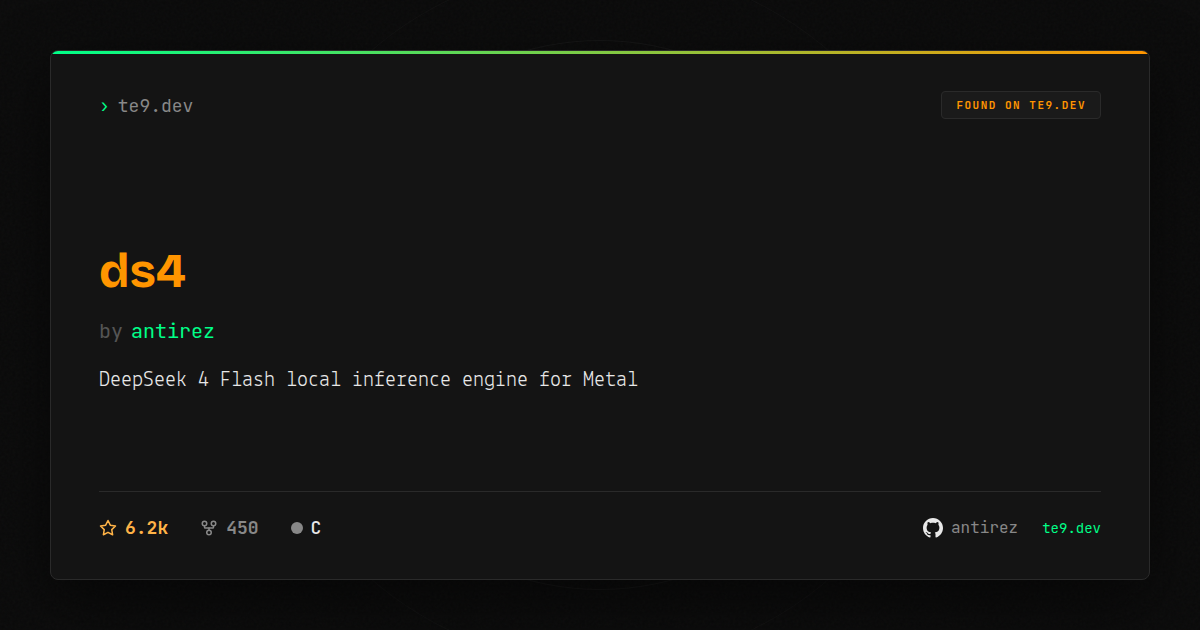 › te9.dev
FOUND ON TE9.DEV
ds4
by antirez
DeepSeek 4 Flash local inference engine for Metal
6.2k 450 C
antirez te9.dev